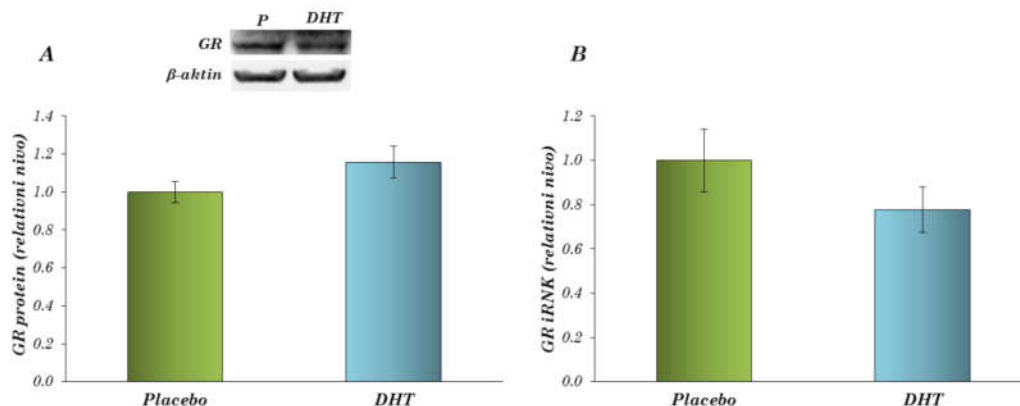 P DHT
GR
β-aktin
A
GR protein (relativni nivo)
1.4
1.2
1.0
0.8
0.6
0.4
0.2
0.0
Placebo DHT
B
GR iRNK (relativni nivo)
1.2
1.0
0.8
0.6
0.4
0.2
0.0
Placebo DHT